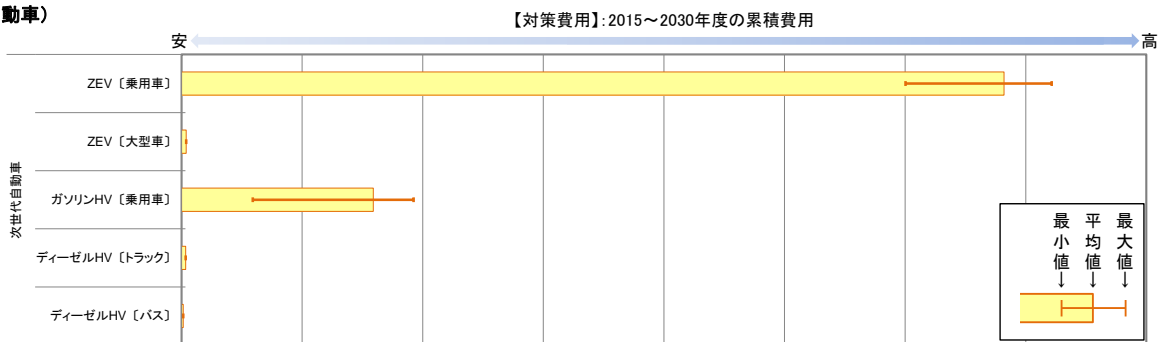 動車）
【対策費用】：2015～2030年度の累積費用
安
高
次世代自動車
ZEV〔乗用車〕
ZEV〔大型車〕
ガソリンHV〔乗用車〕
ディーゼルHV〔トラック〕
ディーゼルHV〔バス〕
最小値→
平均値→
最大値→